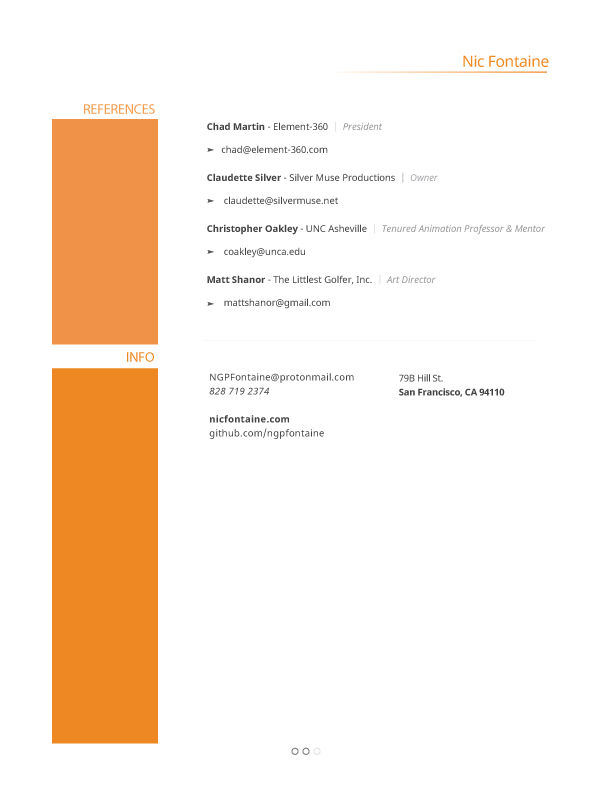 Nic Fontaine
REFERENCES
Chad Martin - Element-360 | President
➤ chad@element-360.com
Claudette Silver - Silver Muse Productions | Owner
➤ claudette@silvermuse.net
Christopher Oakley - UNC Asheville | Tenured Animation Professor & Mentor
➤ coakley@unca.edu
Matt Shanor - The Littlest Golfer, Inc. | Art Director
➤ mattshanor@gmail.com
INFO
NGPFontaine@protonmail.com
828 719 2374
nicfontaine.com
github.com/ngpfontaine
79B Hill St.
San Francisco, CA 94110